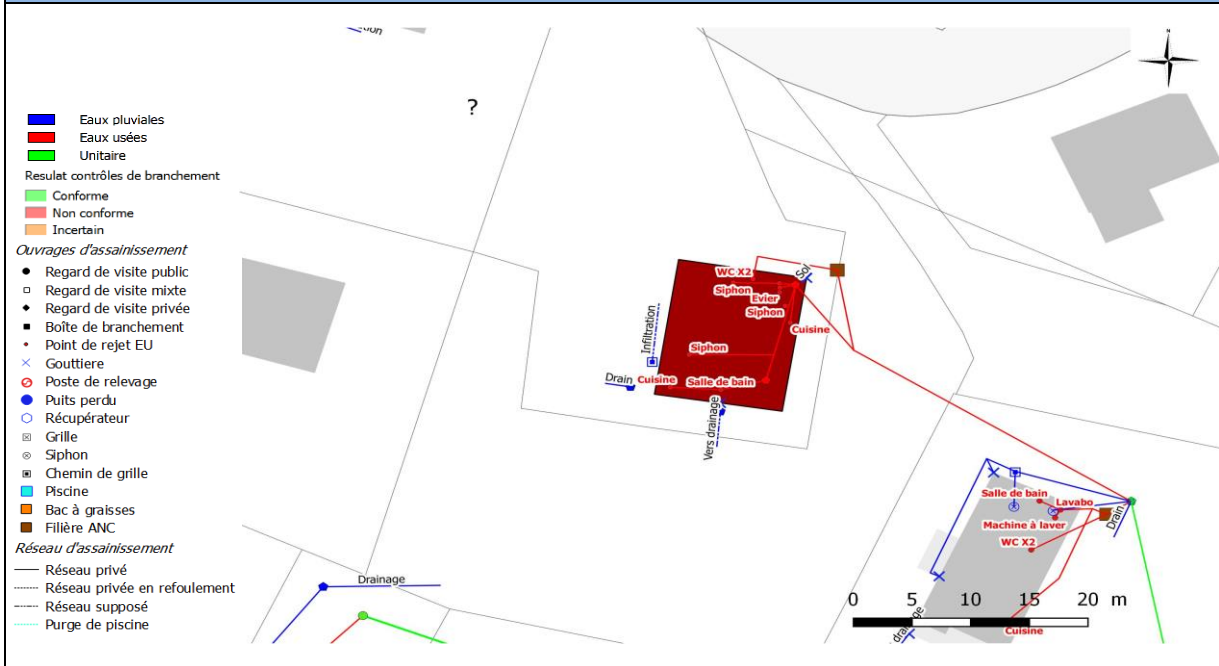 ction
N
?
Eaux pluviales
Eaux usées
Unitaire
Resulat contrôles de branchement
Conforme
Non conforme
Incertain
Ouvrages d'assainissement
Regard de visite public
Regard de visite mixte
Regard de visite privée
Boîte de branchement
Point de rejet EU
Gouttiere
Poste de relevage
Puits perdu
Récupérateur
Grille
Siphon
Chemin de grille
Piscine
Bac à graisses
Filière ANC
Réseau d'assainissement
Réseau privé
Réseau privée en refoulement
Réseau supposé
Purge de piscine
WC X2
Sol
Siphon
Evier
Siphon
Cuisine
Infiltration
Siphon
Drain
Cuisine
Salle de bain
Vers drainage
Salle de bain
Lavabo
Machine à laver
Drain
WC X2
Drainage
0 5 10 15 20 m
drainage
Cuisine